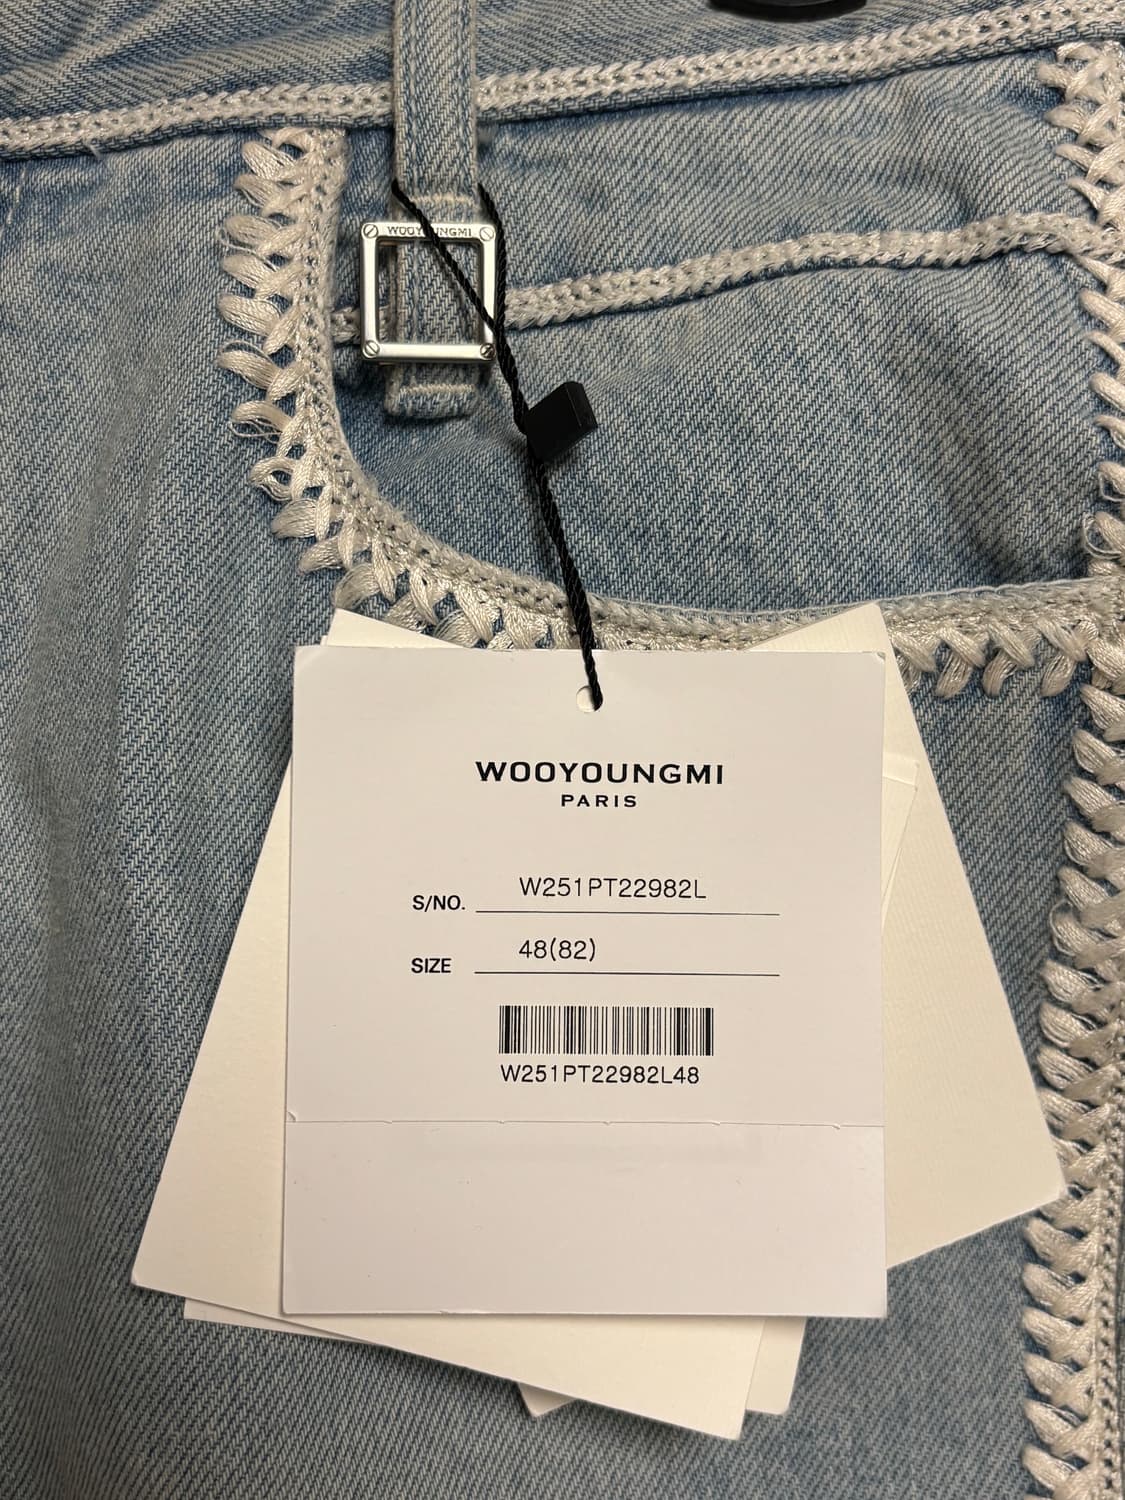 WOOYOUNGMI
WOOYOUNGMI
PARIS
S/NO. W251PT22982L
SIZE 48(82)
W251PT22982L48